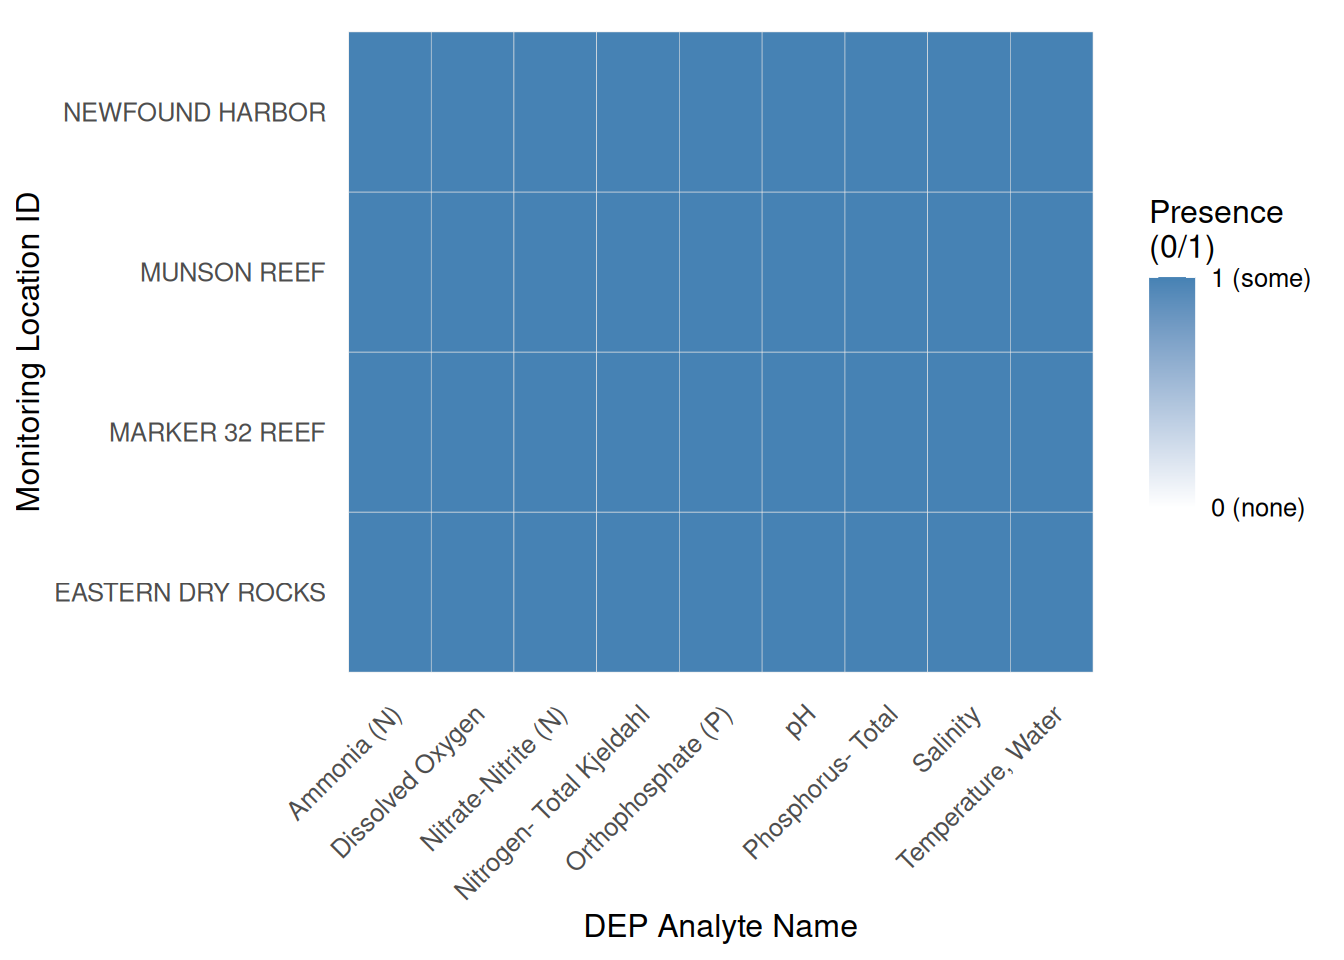 NEWFOUND HARBOR
MUNSON REEF
MARKER 32 REEF
EASTERN DRY ROCKS
Monitoring Location ID
Ammonia (N)
Dissolved Oxygen
Nitrate-Nitrite (N)
Nitrogen- Total Kjeldahl
Orthophosphate (P)
pH
Phosphorus- Total
Salinity
Temperature, Water
DEP Analyte Name
Presence
(0/1)
1 (some)
0 (none)